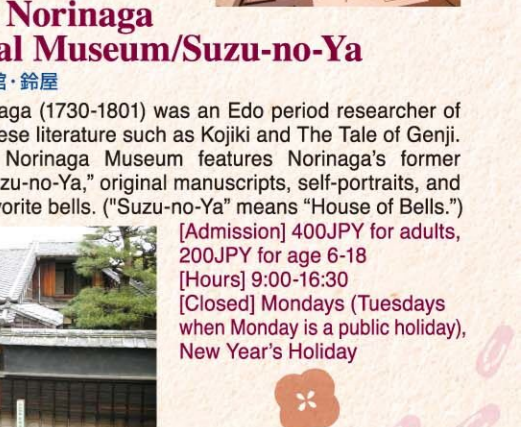 Norinaga
al Museum/Suzu-no-Ya
館・鈴屋
naga (1730-1801) was an Edo period researcher of
ese literature such as Kojiki and The Tale of Genji.
Norinaga Museum features Norinaga's former
zu-no-Ya," original manuscripts, self-portraits, and
vorite bells. ("Suzu-no-Ya" means "House of Bells.")
[Admission] 400JPY for adults,
200JPY for age 6-18
[Hours] 9:00-16:30
[Closed] Mondays (Tuesdays
when Monday is a public holiday),
New Year's Holiday